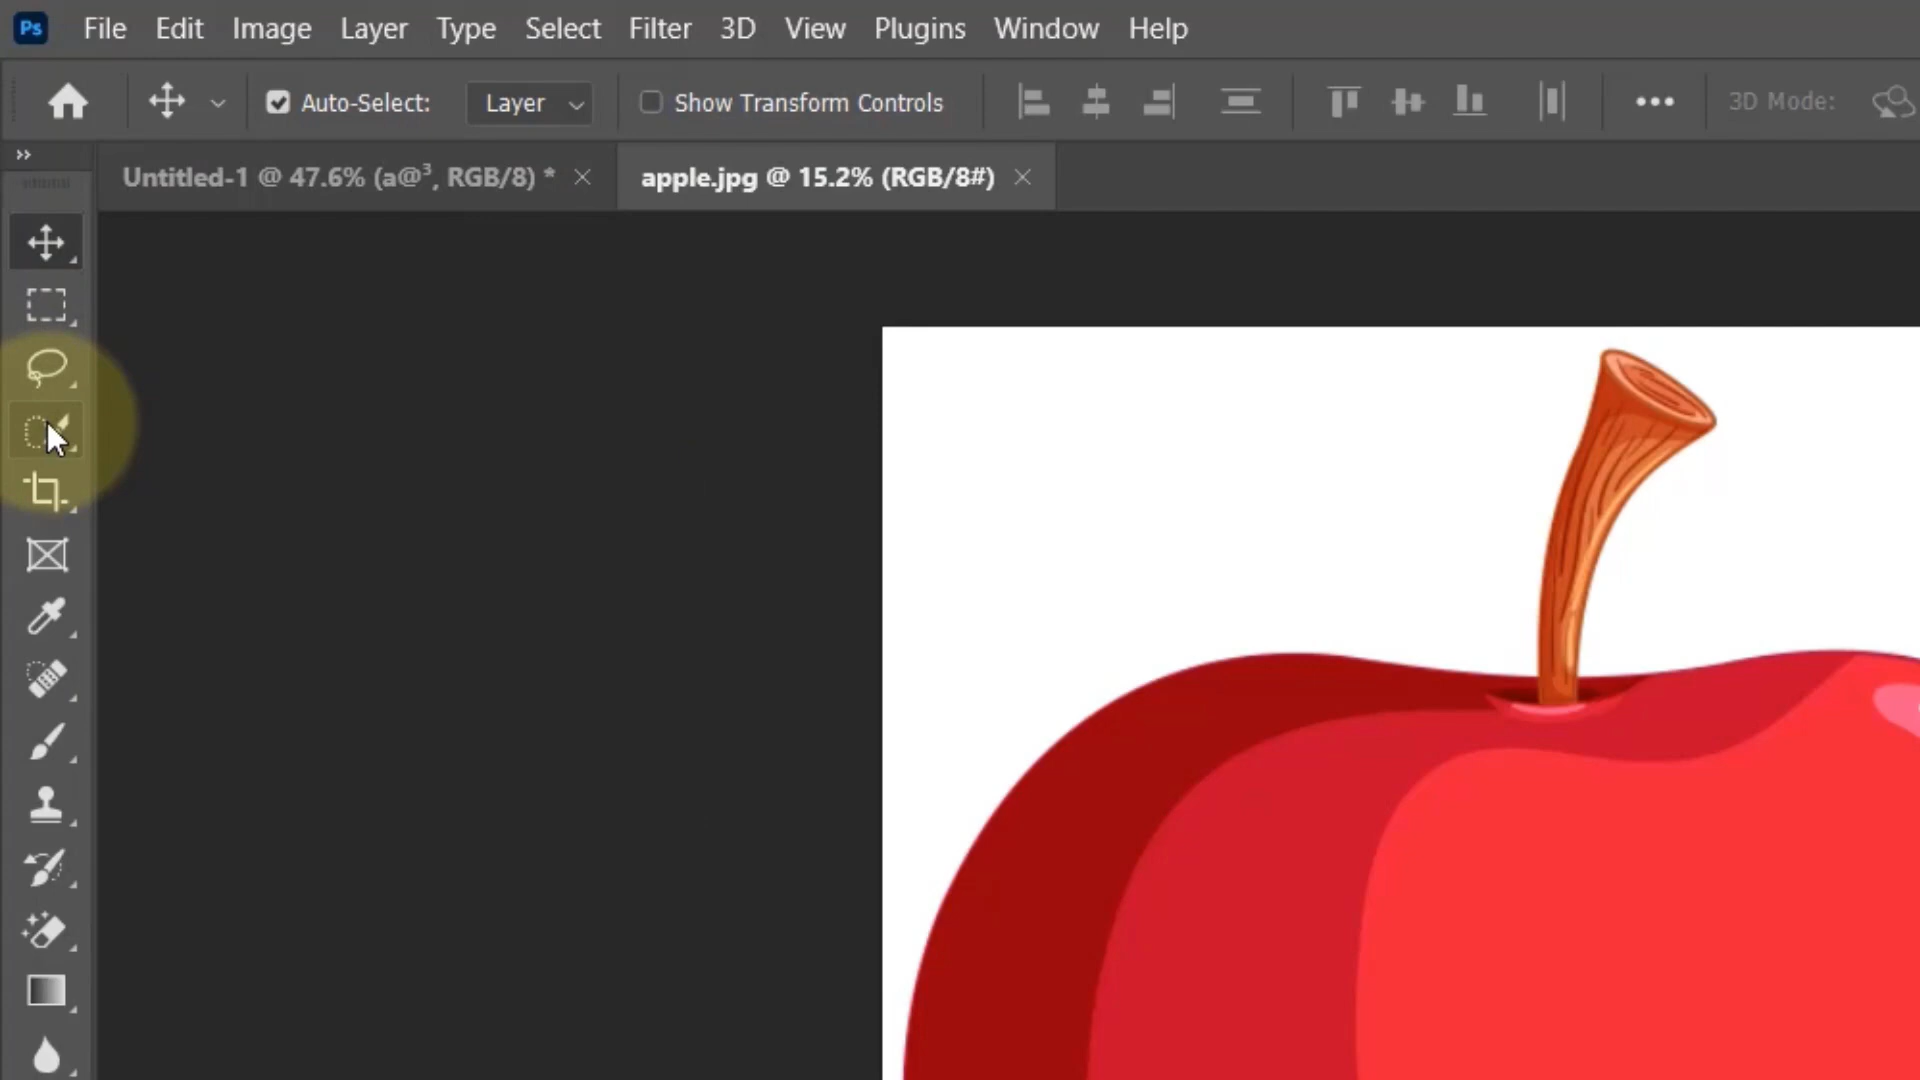 Ps File Edit Image Layer Type Select Filter 3D View Plugins Window Help
Auto-Select: Layer Show Transform Controls 3D Mode:
Untitled-1 @ 47.6% (a@³, RGB/8) * apple.jpg @ 15.2% (RGB/8#)